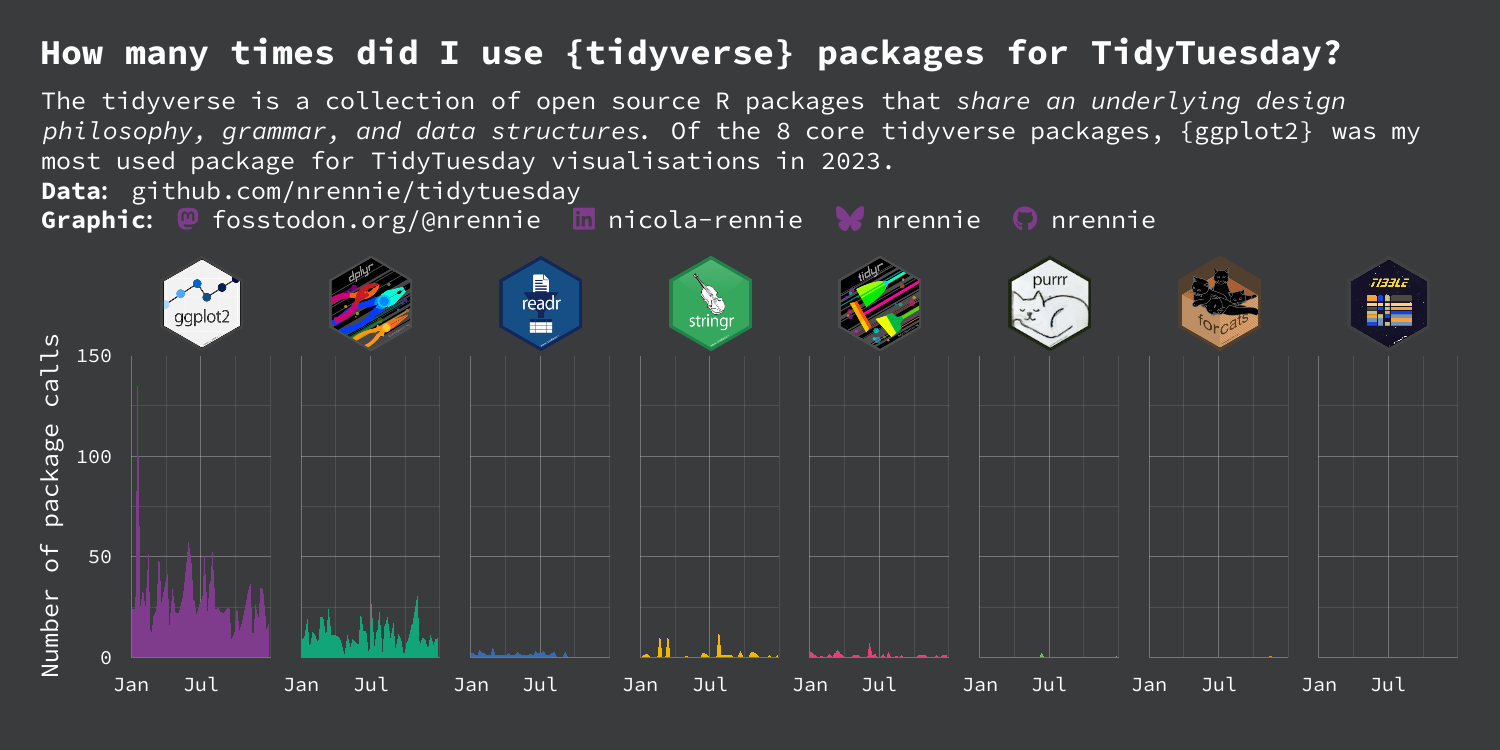 How many times did I use {tidyverse} packages for TidyTuesday?
The tidyverse is a collection of open source R packages that share an underlying design
philosophy, grammar, and data structures. Of the 8 core tidyverse packages, {ggplot2} was my
most used package for TidyTuesday visualisations in 2023.
Data: github.com/nrennie/tidytuesday
Graphic: fosstodon.org/@nrennie nicola-rennie nrennie nrennie
ggplot2
dplyr
readr
stringr
tidyr
purrr
forcats
TIBBLE
Number of package calls
150
100
50
0
Jan Jul Jan Jul Jan Jul Jan Jul Jan Jul Jan Jul Jan Jul Jan Jul